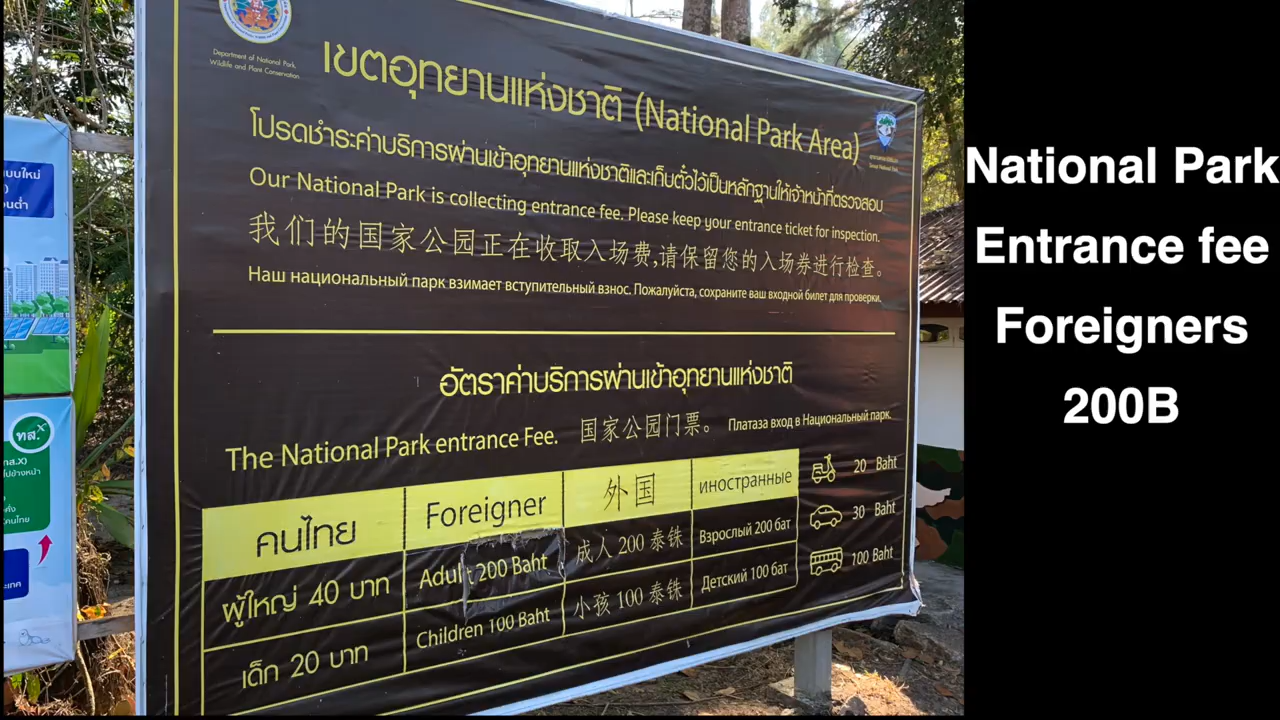 Department of National Park,
Wildlife and Plant Conservation
เขตอุทยานแห่งชาติ (National Park Area)
โปรดชำระค่าบริการผ่านเข้าอุทยานแห่งชาติและเก็บตั๋วไว้เป็นหลักฐานให้เจ้าหน้าที่ตรวจสอบ
Our National Park is collecting entrance fee. Please keep your entrance ticket for inspection.
我们的国家公园正在收取入场费,请保留您的入场券进行检查。
Наш национальный парк взимает вступительный взнос. Пожалуйста, сохраните ваш входной билет для проверки.
อัตราค่าบริการผ่านเข้าอุทยานแห่งชาติ
The National Park entrance Fee. 国家公园门票。 Платаза вход в Национальный парк.
คนไทย Foreigner 外国 иностранные
ผู้ใหญ่ 40 บาท Adult 200 Baht 成人 200 泰铢 Взрослый 200 бат
เด็ก 20 บาท Children 100 Baht 小孩 100 泰铢 Детский 100 бат
20 Baht
30 Baht
100 Baht
ทส.
National Park
Entrance fee
Foreigners
200B